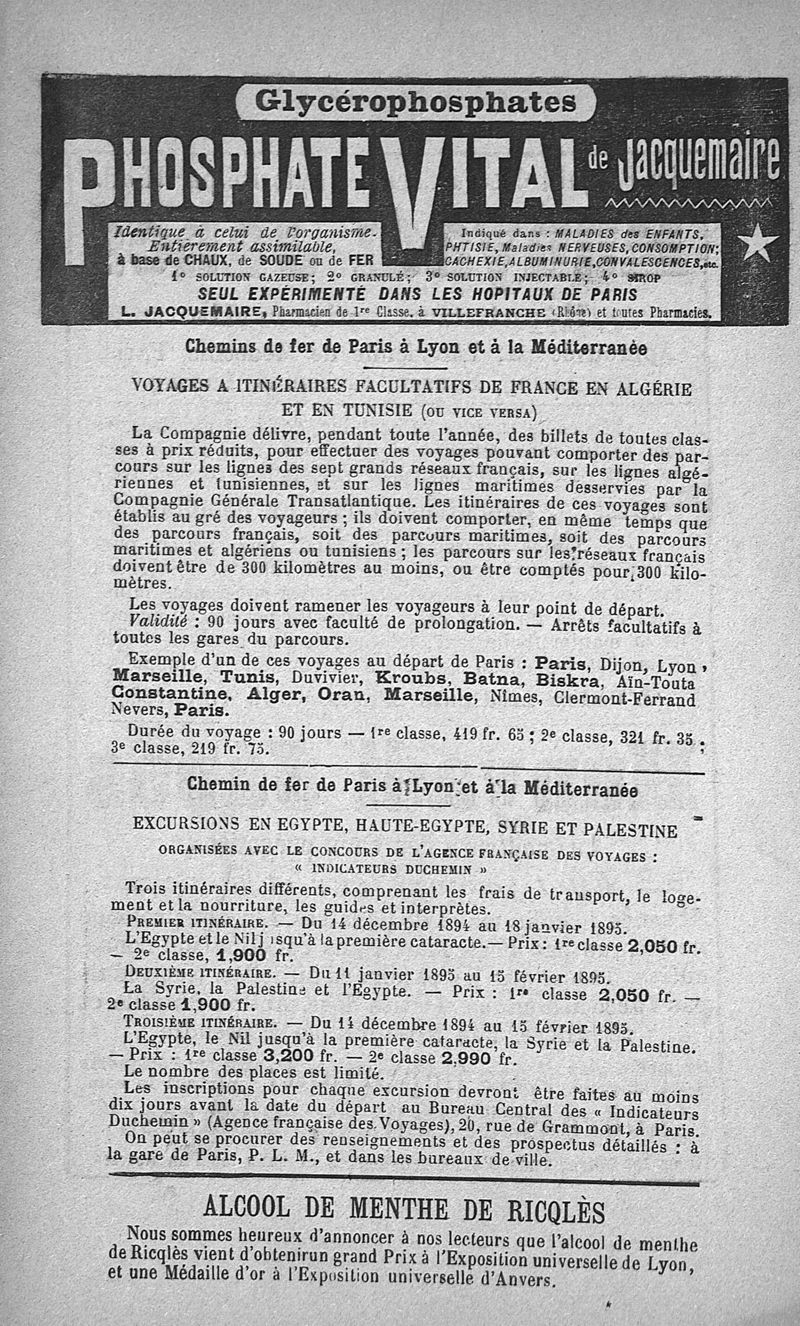 Glycérophosphates
PHOSPHATE VITAL de Jacquemaire
Identique à celui de l'organisme.
Entièrement assimilable,
à base de CHAUX, de SOUDE ou de FER
Indiqué dans : MALADIES des ENFANTS,
PHTISIE, Maladies NERVEUSES, CONSOMPTION;
CACHEXIE, ALBUMINURIE, CONVALESCENCES, etc.
1º SOLUTION GAZEUSE; 2º GRANULÉ; 3º SOLUTION INJECTABLE; 4º SIROP
SEUL EXPÉRIMENTÉ DANS LES HOPITAUX DE PARIS
L. JACQUEMAIRE, Pharmacien de 1re Classe, à VILLEFRANCHE (Rhône) et toutes Pharmacies.
Chemins de fer de Paris à Lyon et à la Méditerranée
VOYAGES A ITINÉRAIRES FACULTATIFS DE FRANCE EN ALGÉRIE
ET EN TUNISIE (OU VICE VERSA)
La Compagnie délivre, pendant toute l'année, des billets de toutes clas-
ses à prix réduits, pour effectuer des voyages pouvant comporter des par-
cours sur les lignes des sept grands réseaux français, sur les lignes algé-
riennes et tunisiennes, et sur les lignes maritimes desservies par la
Compagnie Générale Transatlantique. Les itinéraires de ces voyages sont
établis au gré des voyageurs ; ils doivent comporter, en même temps que
des parcours français, soit des parcours maritimes, soit des parcours
maritimes et algériens ou tunisiens ; les parcours sur les réseaux français
doivent être de 300 kilomètres au moins, ou être comptés pour 300 kilo-
mètres.
Les voyages doivent ramener les voyageurs à leur point de départ.
Validité : 90 jours avec faculté de prolongation. — Arrêts facultatifs à
toutes les gares du parcours.
Exemple d'un de ces voyages au départ de Paris : Paris, Dijon, Lyon,
Marseille, Tunis, Duvivier, Kroubs, Batna, Biskra, Aïn-Touta
Constantine, Alger, Oran, Marseille, Nîmes, Clermont-Ferrand
Nevers, Paris.
Durée du voyage : 90 jours — 1re classe, 419 fr. 65 ; 2e classe, 321 fr. 35 ;
3e classe, 219 fr. 75.
Chemin de fer de Paris à Lyon et à la Méditerranée
EXCURSIONS EN EGYPTE, HAUTE-EGYPTE, SYRIE ET PALESTINE
ORGANISÉES AVEC LE CONCOURS DE L'AGENCE FRANÇAISE DES VOYAGES :
« INDICATEURS DUCHEMIN »
Trois itinéraires différents, comprenant les frais de transport, le loge-
ment et la nourriture, les guides et interprètes.
PREMIER ITINÉRAIRE. — Du 14 décembre 1894 au 18 janvier 1895.
L'Egypte et le Nil j squ'à la première cataracte. — Prix : 1re classe 2,050 fr.
— 2e classe, 1,900 fr.
DEUXIÈME ITINÉRAIRE. — Du 11 janvier 1895 au 15 février 1895.
La Syrie, la Palestine et l'Egypte. — Prix : 1re classe 2,050 fr. —
2e classe 1,900 fr.
TROISIÈME ITINÉRAIRE. — Du 14 décembre 1894 au 15 février 1895.
L'Egypte, le Nil jusqu'à la première cataracte, la Syrie et la Palestine.
— Prix : 1re classe 3,200 fr. — 2e classe 2,990 fr.
Le nombre des places est limité.
Les inscriptions pour chaque excursion devront être faites au moins
dix jours avant la date du départ au Bureau Central des « Indicateurs
Duchemin » (Agence française des Voyages), 20, rue de Grammont, à Paris.
On peut se procurer des renseignements et des prospectus détaillés : à
la gare de Paris, P. L. M., et dans les bureaux de ville.
ALCOOL DE MENTHE DE RICQLÈS
Nous sommes heureux d'annoncer à nos lecteurs que l'alcool de menthe
de Ricqlès vient d'obtenirun grand Prix à l'Exposition universelle de Lyon,
et une Médaille d'or à l'Exposition universelle d'Anvers.